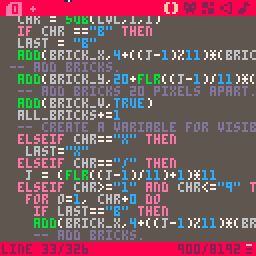 CHR = SUB(LVL,I,I)
IF CHR =="B" THEN
LAST = "B"
ADD(BRICK_X,4+((J-1)%11)*(BRIC
-- ADD BRICKS.
ADD(BRICK_Y,20+FLR((J-1)/11)*(
-- ADD BRICKS 20 PIXELS APART.
ADD(BRICK_V,TRUE)
ALL_BRICKS+=1
-- CREATE A VARIABLE FOR VISIB
ELSEIF CHR=="X" THEN
LAST="X"
ELSEIF CHR=="/" THEN
J = (FLR((J-1)/11)+1)*11
ELSEIF CHR>="1" AND CHR<="9" T
FOR O=1, CHR+0 DO
IF LAST=="B" THEN
ADD(BRICK_X,4+((J-1)%11)*(B
-- ADD BRICKS.
LINE 33/326 900/8192